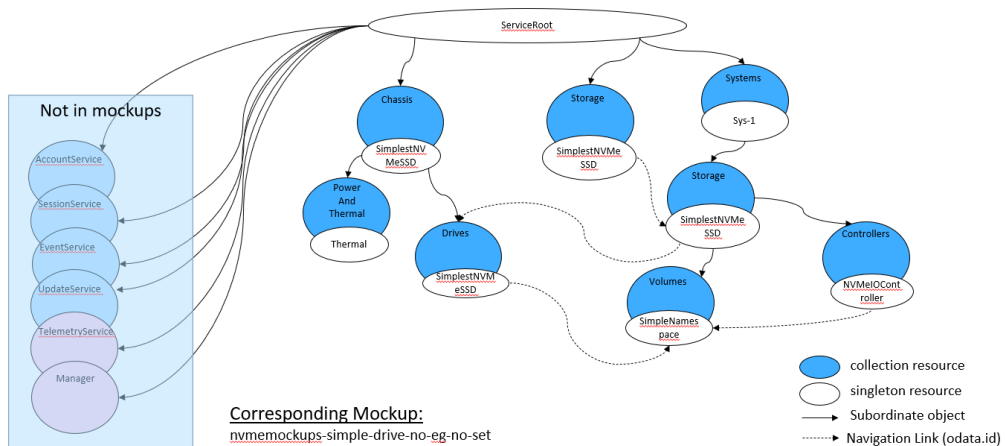 ServiceRoot
Not in mockups
AccountService
SessionService
EventService
UpdateService
TelemetryService
Manager
Chassis
SimplestNV
MeSSD
Power
And
Thermal
Thermal
Drives
SimplestNVM
eSSD
Storage
SimplestNVMe
SSD
Systems
Sys-1
Storage
SimplestNVMe
SSD
Volumes
SimpleNames
pace
Controllers
NVMeIOCont
roller
collection resource
singleton resource
Subordinate object
Navigation Link (odata.id)
Corresponding Mockup:
nvmemockups-simple-drive-no-eg-no-set